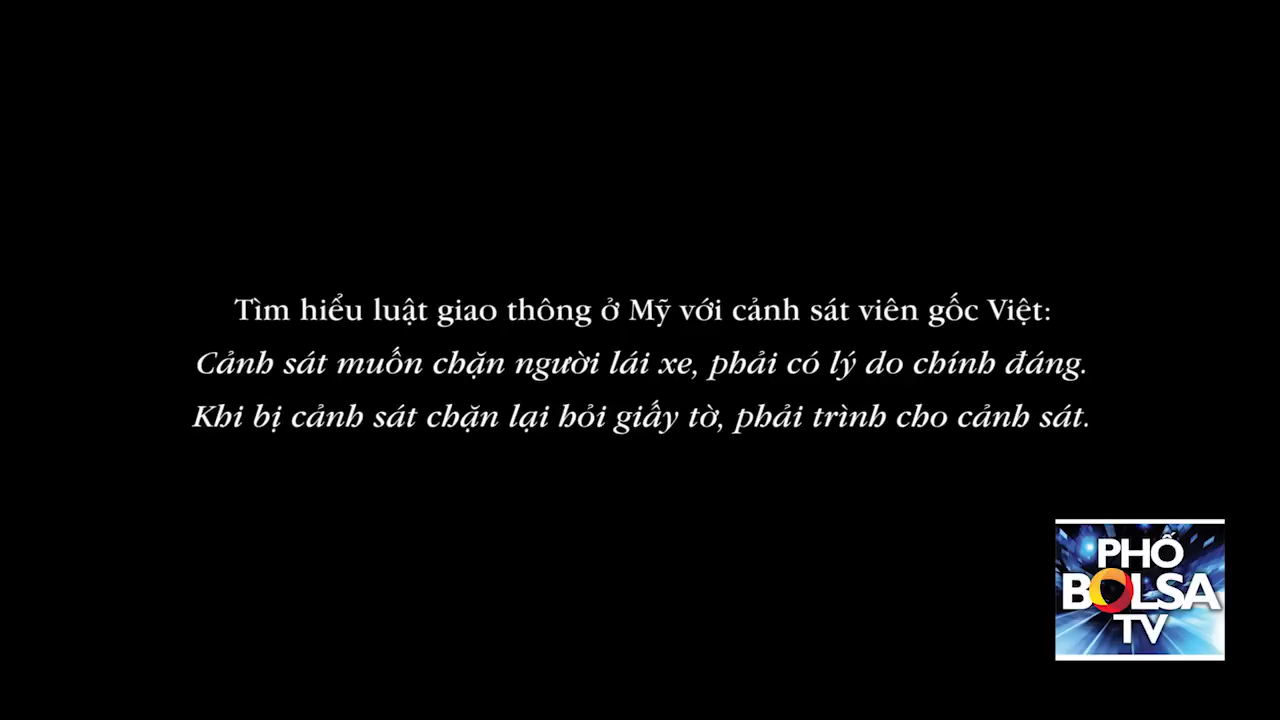 Tìm hiểu luật giao thông ở Mỹ với cảnh sát viên gốc Việt:
Cảnh sát muốn chặn người lái xe, phải có lý do chính đáng.
Khi bị cảnh sát chặn lại hỏi giấy tờ, phải trình cho cảnh sát.
PHỐ
BOLSA
TV